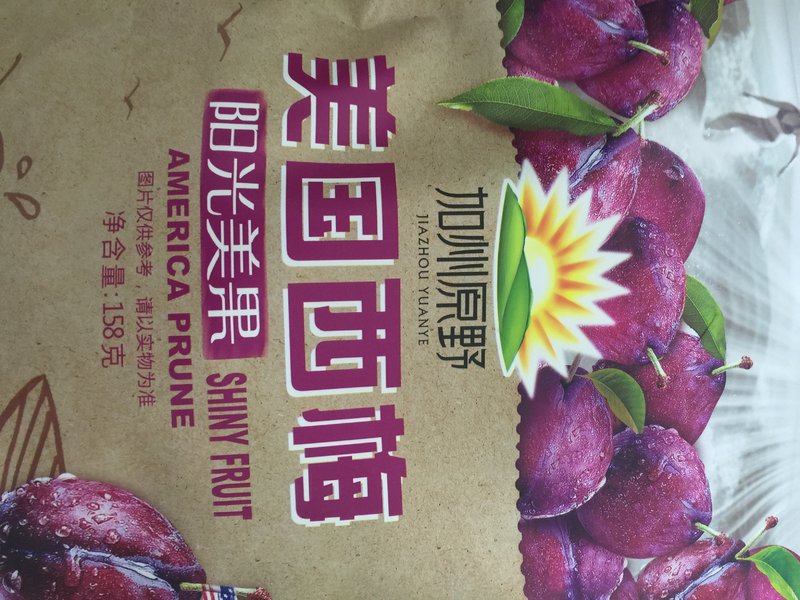 加州原野
JIAZHOU YUANYE
美国西梅
阳光美果 SHINY FRUIT
AMERICA PRUNE
图片仅供参考，请以实物为准
净含量:158克